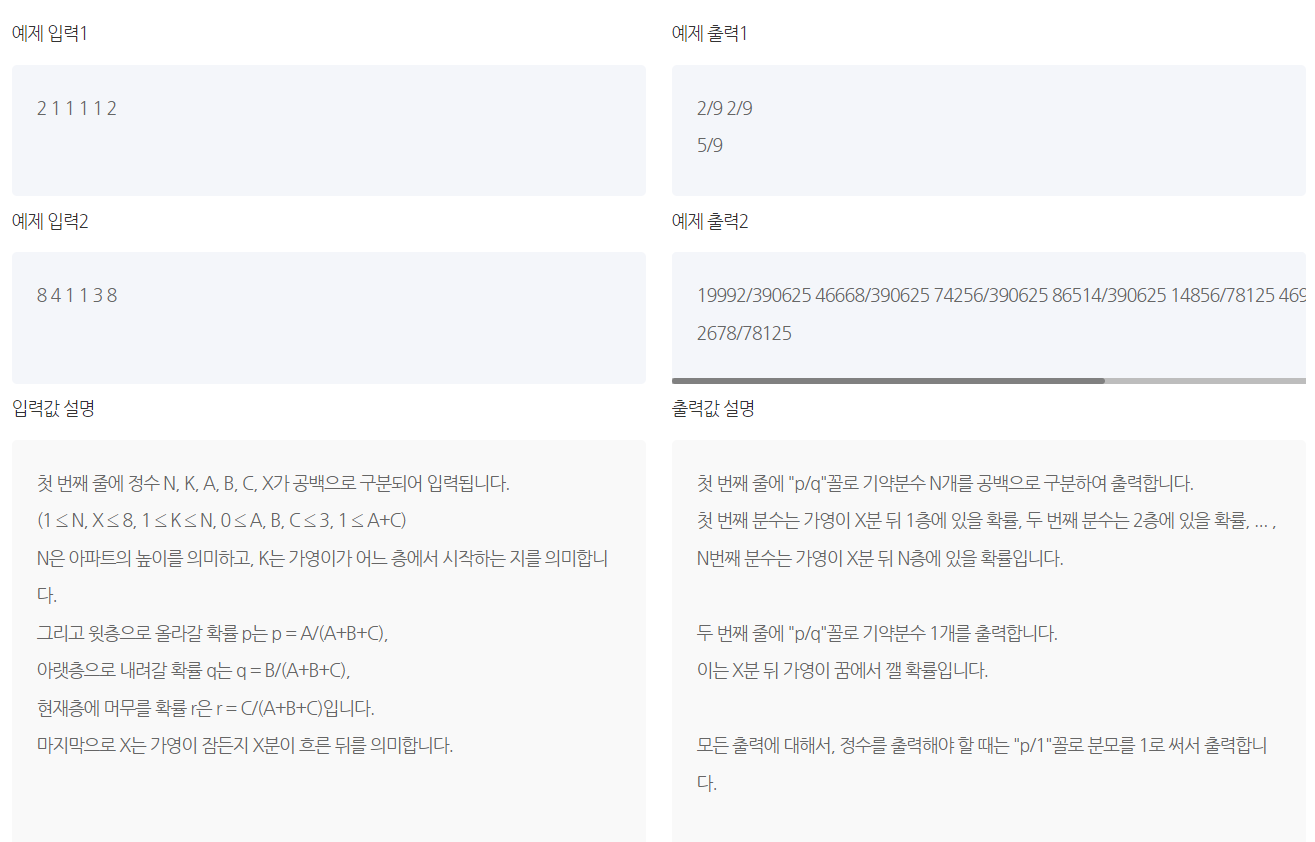 예제 입력1
2 1 1 1 1 2
예제 출력1
2/9 2/9
5/9
예제 입력2
8 4 1 1 3 8
예제 출력2
19992/390625 46668/390625 74256/390625 86514/390625 14856/78125 469
2678/78125
입력값 설명
첫 번째 줄에 정수 N, K, A, B, C, X가 공백으로 구분되어 입력됩니다.
(1 ≤ N, X ≤ 8, 1 ≤ K ≤ N, 0 ≤ A, B, C ≤ 3, 1 ≤ A+C)
N은 아파트의 높이를 의미하고, K는 가영이가 어느 층에서 시작하는 지를 의미합니
다.
그리고 윗층으로 올라갈 확률 p는 p = A/(A+B+C),
아랫층으로 내려갈 확률 q는 q = B/(A+B+C),
현재층에 머무를 확률 r은 r = C/(A+B+C)입니다.
마지막으로 X는 가영이 잠든지 X분이 흐른 뒤를 의미합니다.
출력값 설명
첫 번째 줄에 "p/q"꼴로 기약분수 N개를 공백으로 구분하여 출력합니다.
첫 번째 분수는 가영이 X분 뒤 1층에 있을 확률, 두 번째 분수는 2층에 있을 확률, ... ,
N번째 분수는 가영이 X분 뒤 N층에 있을 확률입니다.
두 번째 줄에 "p/q"꼴로 기약분수 1개를 출력합니다.
이는 X분 뒤 가영이 꿈에서 깰 확률입니다.
모든 출력에 대해서, 정수를 출력해야 할 때는 "p/1"꼴로 분모를 1로 써서 출력합니
다.